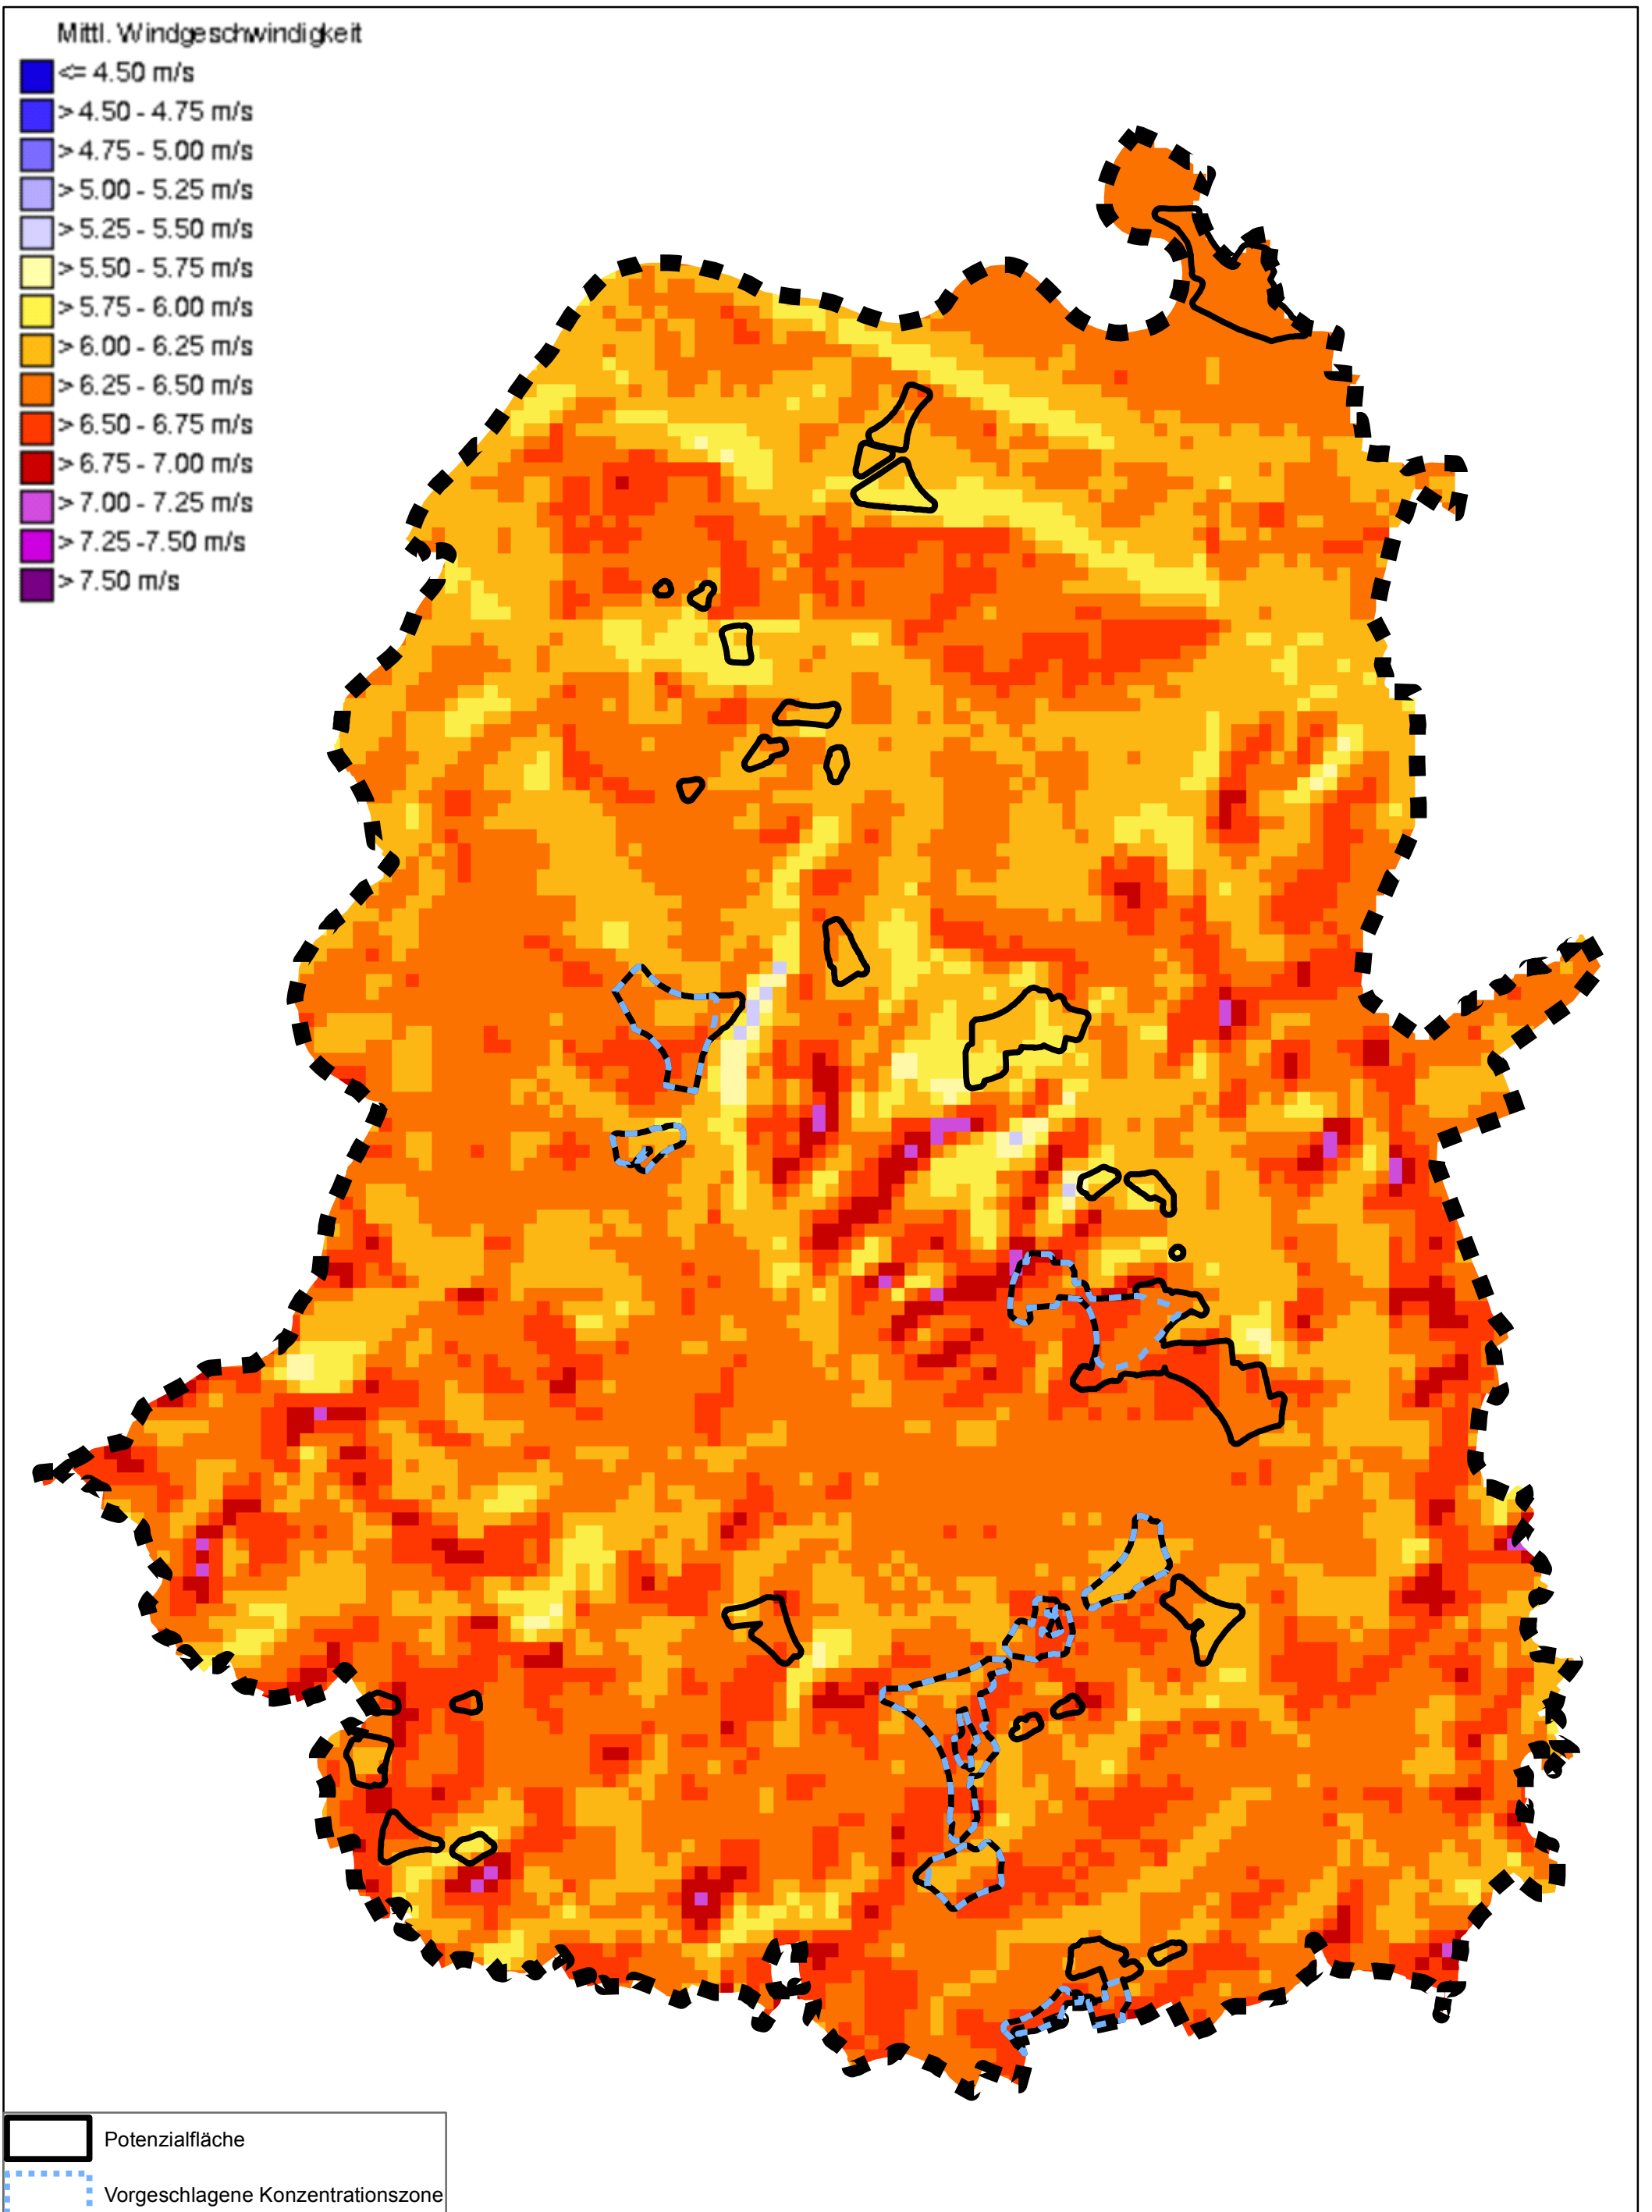 Mittl. Windgeschwindigkeit
<= 4.50 m/s
> 4.50 - 4.75 m/s
> 4.75 - 5.00 m/s
> 5.00 - 5.25 m/s
> 5.25 - 5.50 m/s
> 5.50 - 5.75 m/s
> 5.75 - 6.00 m/s
> 6.00 - 6.25 m/s
> 6.25 - 6.50 m/s
> 6.50 - 6.75 m/s
> 6.75 - 7.00 m/s
> 7.00 - 7.25 m/s
> 7.25 -7.50 m/s
> 7.50 m/s
Potenzialfläche
Vorgeschlagene Konzentrationszone